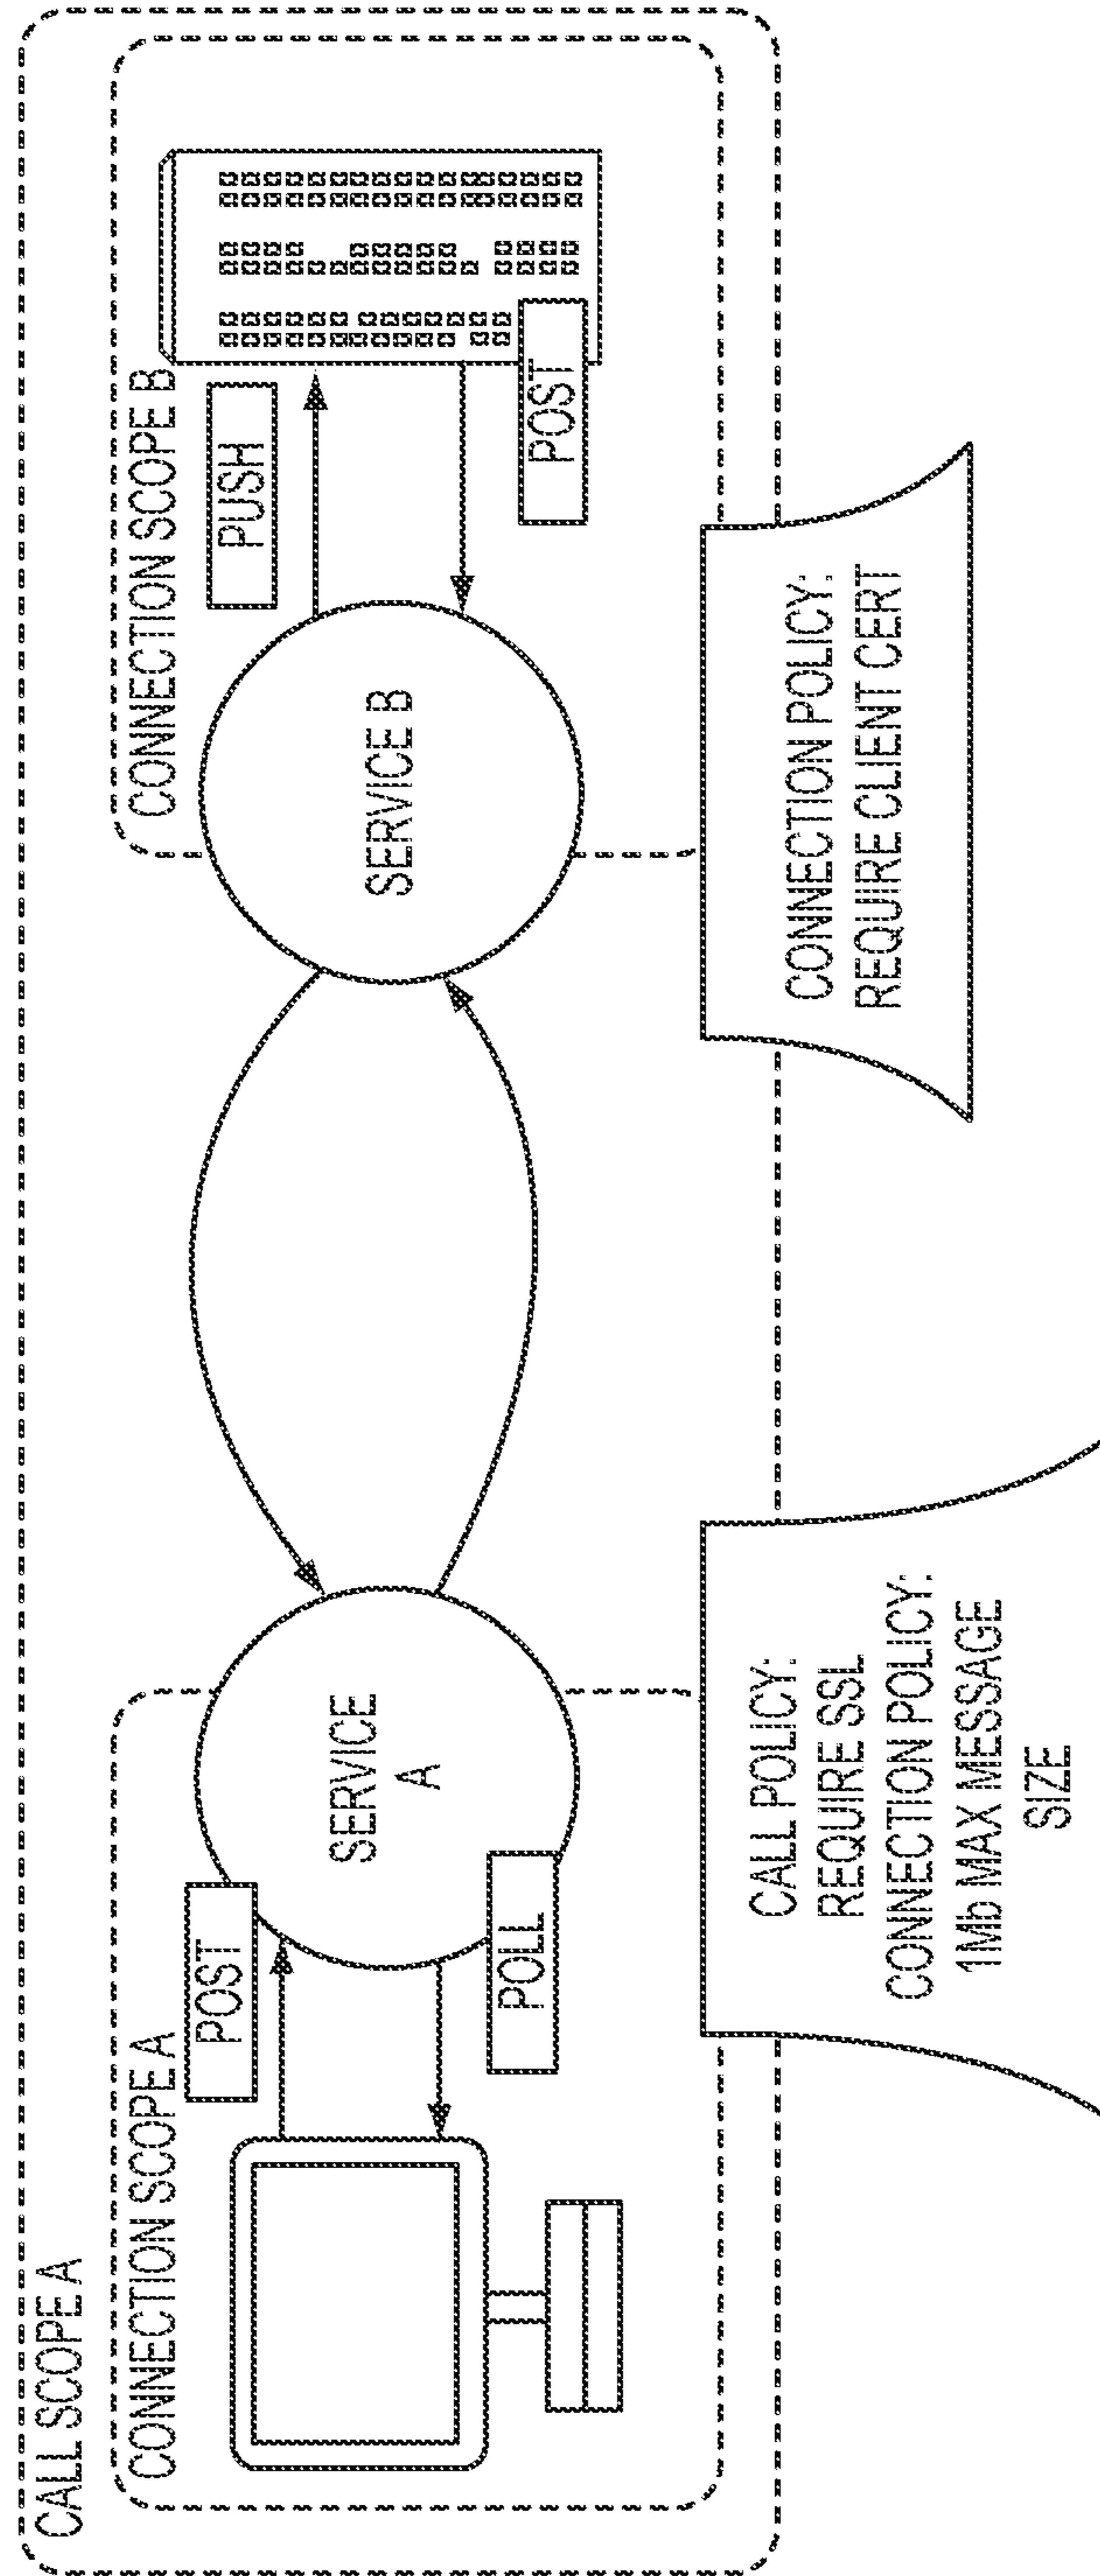 CALL SCOPE A
CONNECTION SCOPE A
CONNECTION SCOPE B
POST
POLL
SERVICE
A
SERVICE B
PUSH
POST
CALL POLICY:
REQUIRE SSL
CONNECTION POLICY:
1Mb MAX MESSAGE
SIZE
CONNECTION POLICY:
REQUIRE CLIENT CERT